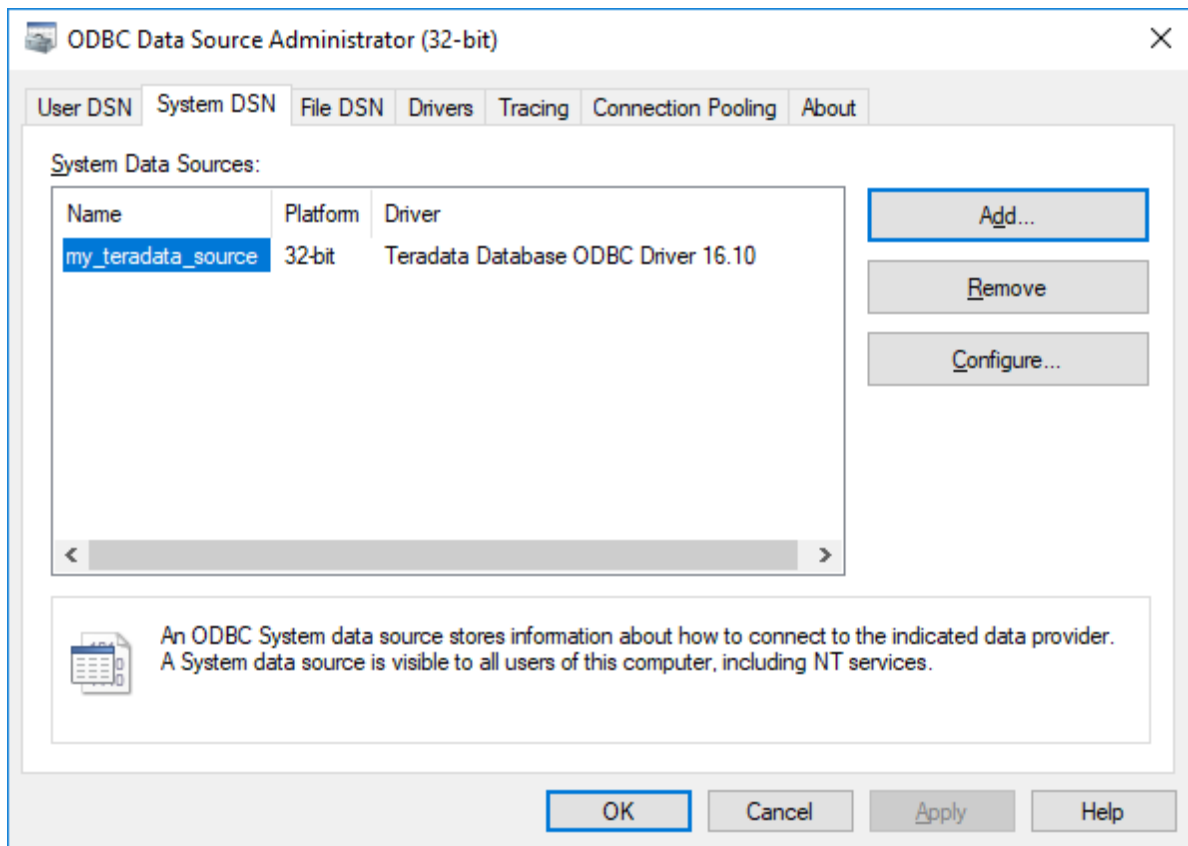 ODBC Data Source Administrator (32-bit)
User DSN System DSN File DSN Drivers Tracing Connection Pooling About
System Data Sources:
Name Platform Driver
my_teradata_source 32-bit Teradata Database ODBC Driver 16.10
Add...
Remove
Configure...
An ODBC System data source stores information about how to connect to the indicated data provider.
A System data source is visible to all users of this computer, including NT services.
OK Cancel Apply Help